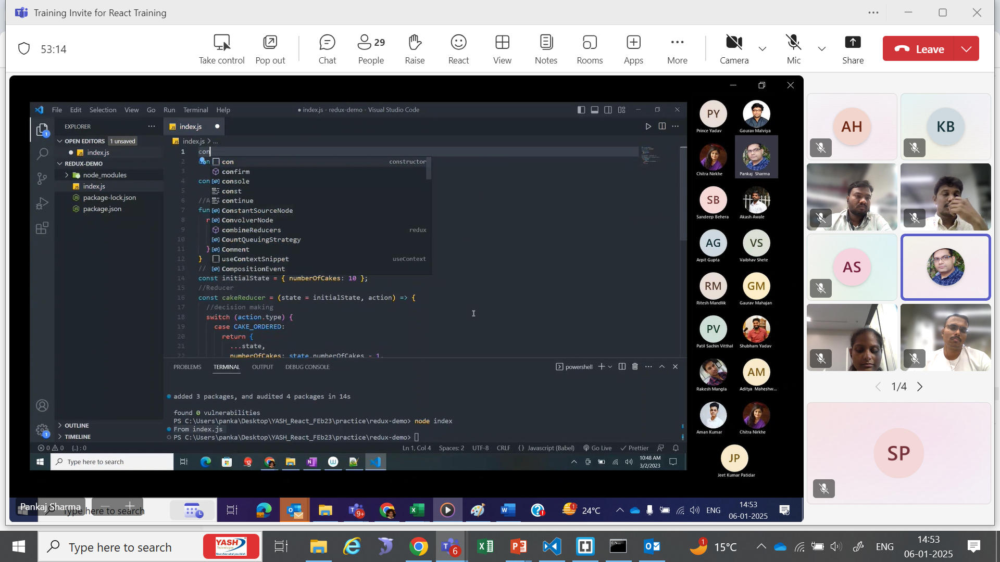 Training Invite for React Training
53:14
Take control
Pop out
Chat
29
People
Raise
React
View
Notes
Rooms
Apps
More
Camera
Mic
Share
Leave
File Edit Selection View Go Run Terminal Help
● index.js - redux-demo - Visual Studio Code
EXPLORER
OPEN EDITORS 1 unsaved
index.js
REDUX-DEMO
node_modules
index.js
package-lock.json
package.json
OUTLINE
TIMELINE
JS index.js
JS index.js > ...
1 con
2
3
4 con
5
6 //A
7 fun
8 r
9
10
11 }
12 }
13 //
con constructor
confirm
console
const
continue
ConstantSourceNode
ConvolverNode
combineReducers redux
CountQueuingStrategy
Comment
useContextSnippet useContext
CompositionEvent
14 const initialState = { numberOfCakes: 10 };
15 //Reducer
16 const cakeReducer = (state = initialState, action) => {
17 //decision making
18 switch (action.type) {
19 case CAKE_ORDERED:
20 return {
21 ...state,
22 numberOfCakes: state.numberOfCakes - 1,
PROBLEMS TERMINAL OUTPUT DEBUG CONSOLE
powershell
added 3 packages, and audited 4 packages in 14s
found 0 vulnerabilities
PS C:\Users\panka\Desktop\YASH_React_FEb23\practice\redux-demo> node index
From index.js
PS C:\Users\panka\Desktop\YASH_React_FEb23\practice\redux-demo>
0 0 {..} : 0
Ln 1, Col 4 Spaces: 2 UTF-8 CRLF {} Javascript (Babel) Go Live Prettier
Type here to search
10:48 AM
3/2/2023
PY
Prince Yadav
Gourav Malviya
Chitra Nirkhe
Pankaj Sharma
SB
Sandeep Behera
Akash Awale
AG
Arpit Gupta
VS
Vaibhav Shete
RM
Ritesh Mandlik
GM
Gaurav Mahajan
PV
Patil Sachin Vitthal
Shubham Yadav
Rakesh Mangla
AM
Aditya Maheshw...
Aman Kumar
Chitra Nirkhe
JP
Jeet Kumar Patidar
AH
KB
AS
1/4
SP
Pankaj Sharma
Type here to search
9+
1
24°C
ENG
14:53
06-01-2025
Type here to search
YASH
Technologies
More than what you think.
6
1
15°C
ENG
14:53
06-01-2025